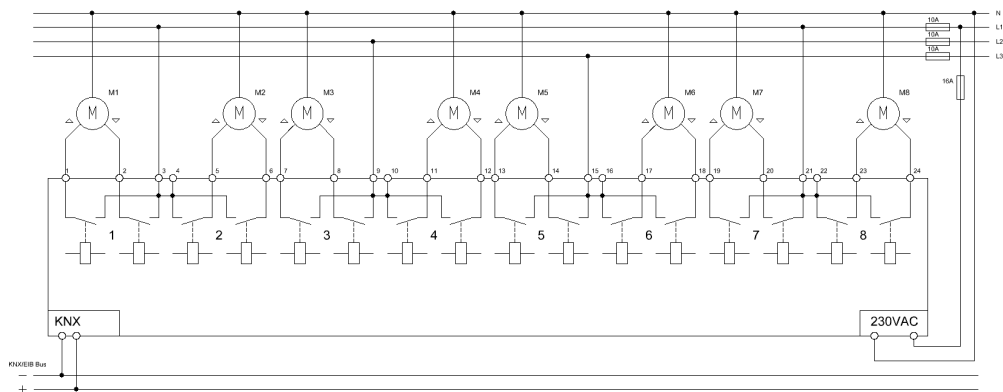 N
10A
L1
10A
L2
10A
L3
16A
M1
M2
M3
M4
M5
M6
M7
M8
M
M
M
M
M
M
M
M
1
2
3
4
5
6
7
8
9
10
11
12
13
14
15
16
17
18
19
20
21
22
23
24
1
2
3
4
5
6
7
8
KNX
230VAC
KNX/EIB Bus
−
+